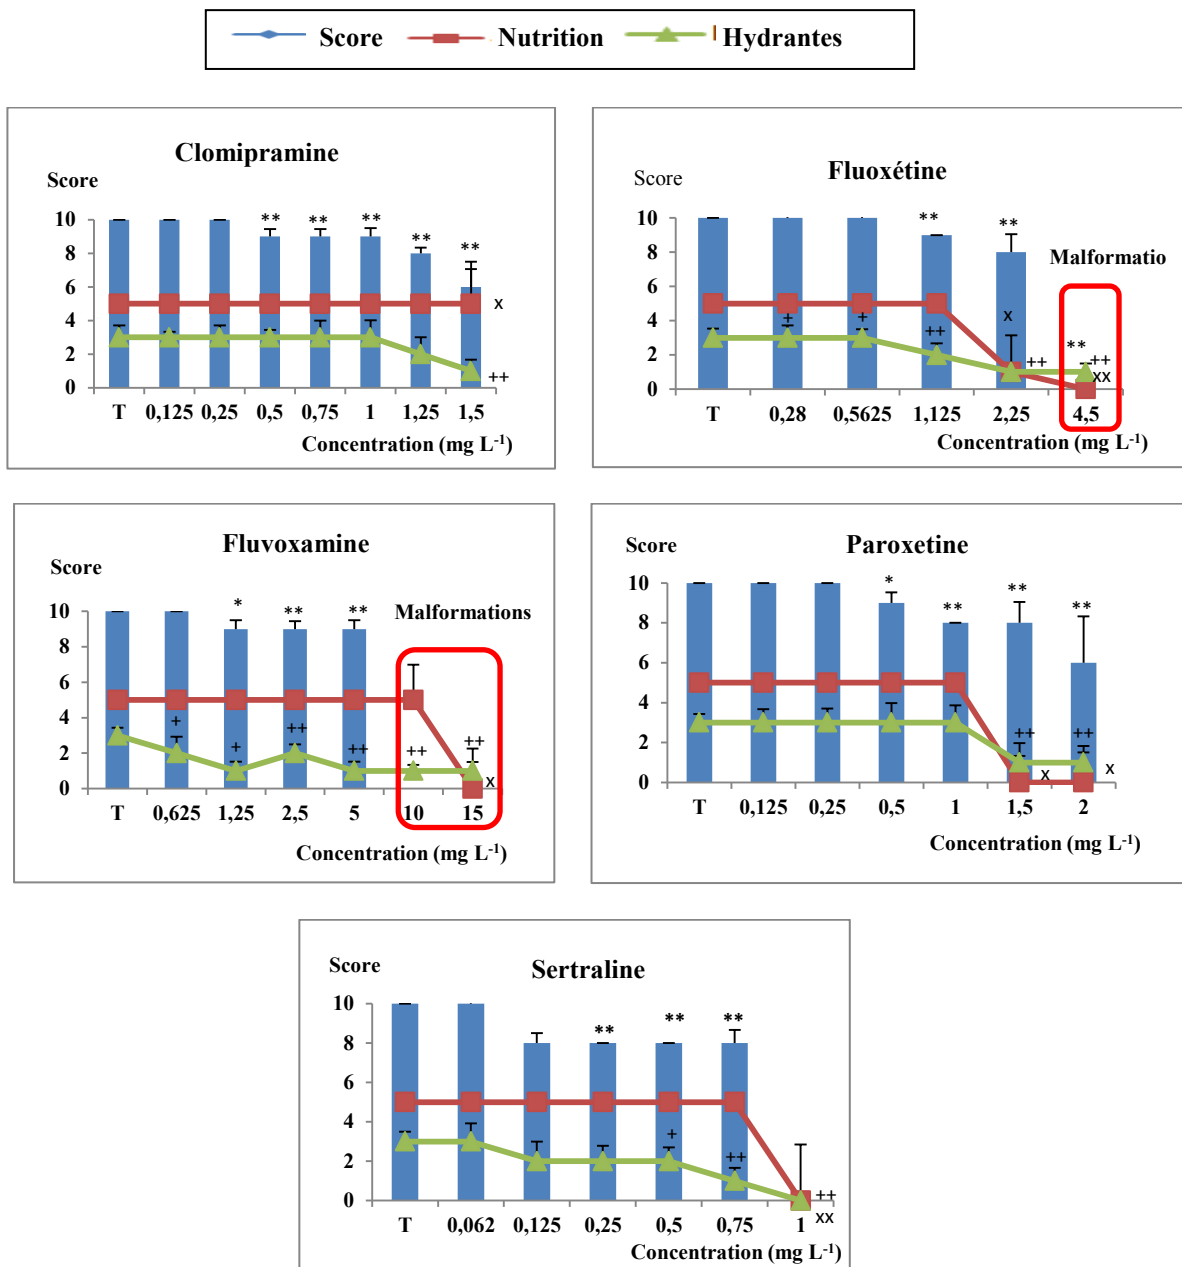 Score Nutrition Hydrantes
Clomipramine
Score
** ** ** ** **
10
8
6
4
2
0
x
++
T 0,125 0,25 0,5 0,75 1 1,25 1,5
Concentration (mg L-1)
Fluoxétine
Score
** **
Malformatio
10
8
6
4
2
0
+ + ++ x ++ ** ++ xx
T 0,28 0,5625 1,125 2,25 4,5
Concentration (mg L-1)
Fluvoxamine
Score
* ** **
Malformations
10
8
6
4
2
0
+ + ++ ++ ++ ++ x
T 0,625 1,25 2,5 5 10 15
Concentration (mg L-1)
Paroxetine
Score
* ** ** **
10
8
6
4
2
0
++ ++
x x
T 0,125 0,25 0,5 1 1,5 2
Concentration (mg L-1)
Sertraline
Score
** ** **
10
8
6
4
2
0
+ ++ ++
xx
T 0,062 0,125 0,25 0,5 0,75 1
Concentration (mg L-1)